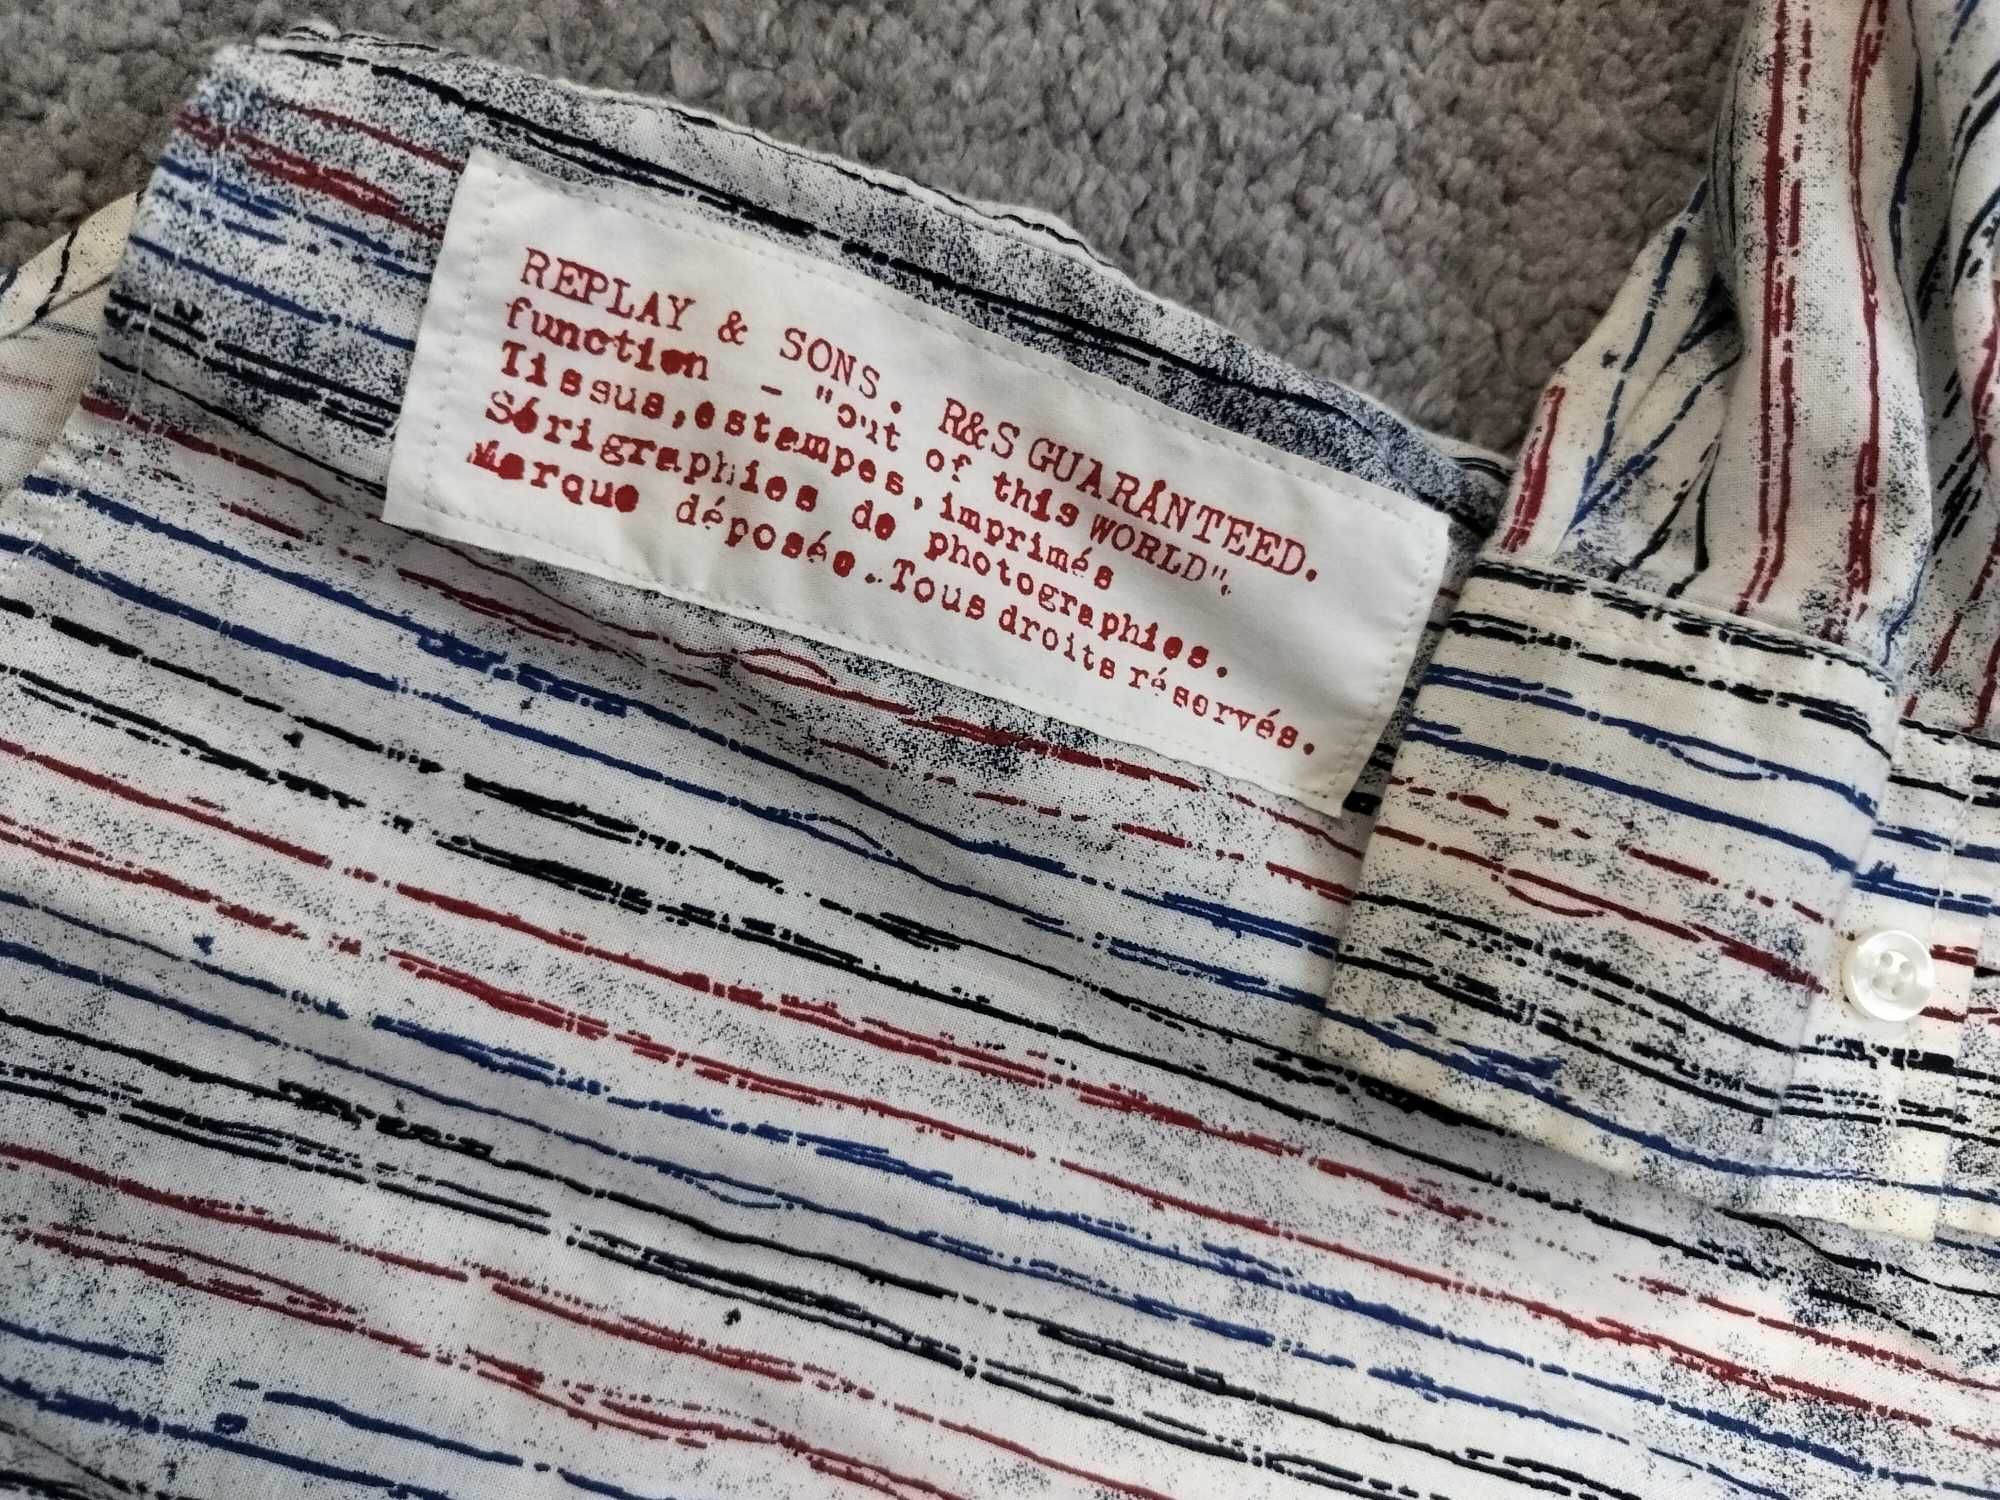 REPLAY & SONS. R&S GUARANTEED.
function - "out of this WORLD".
Tissus, estampes, imprimés
Sérigraphies de photographies.
Marque déposée. Tous droits réservés.